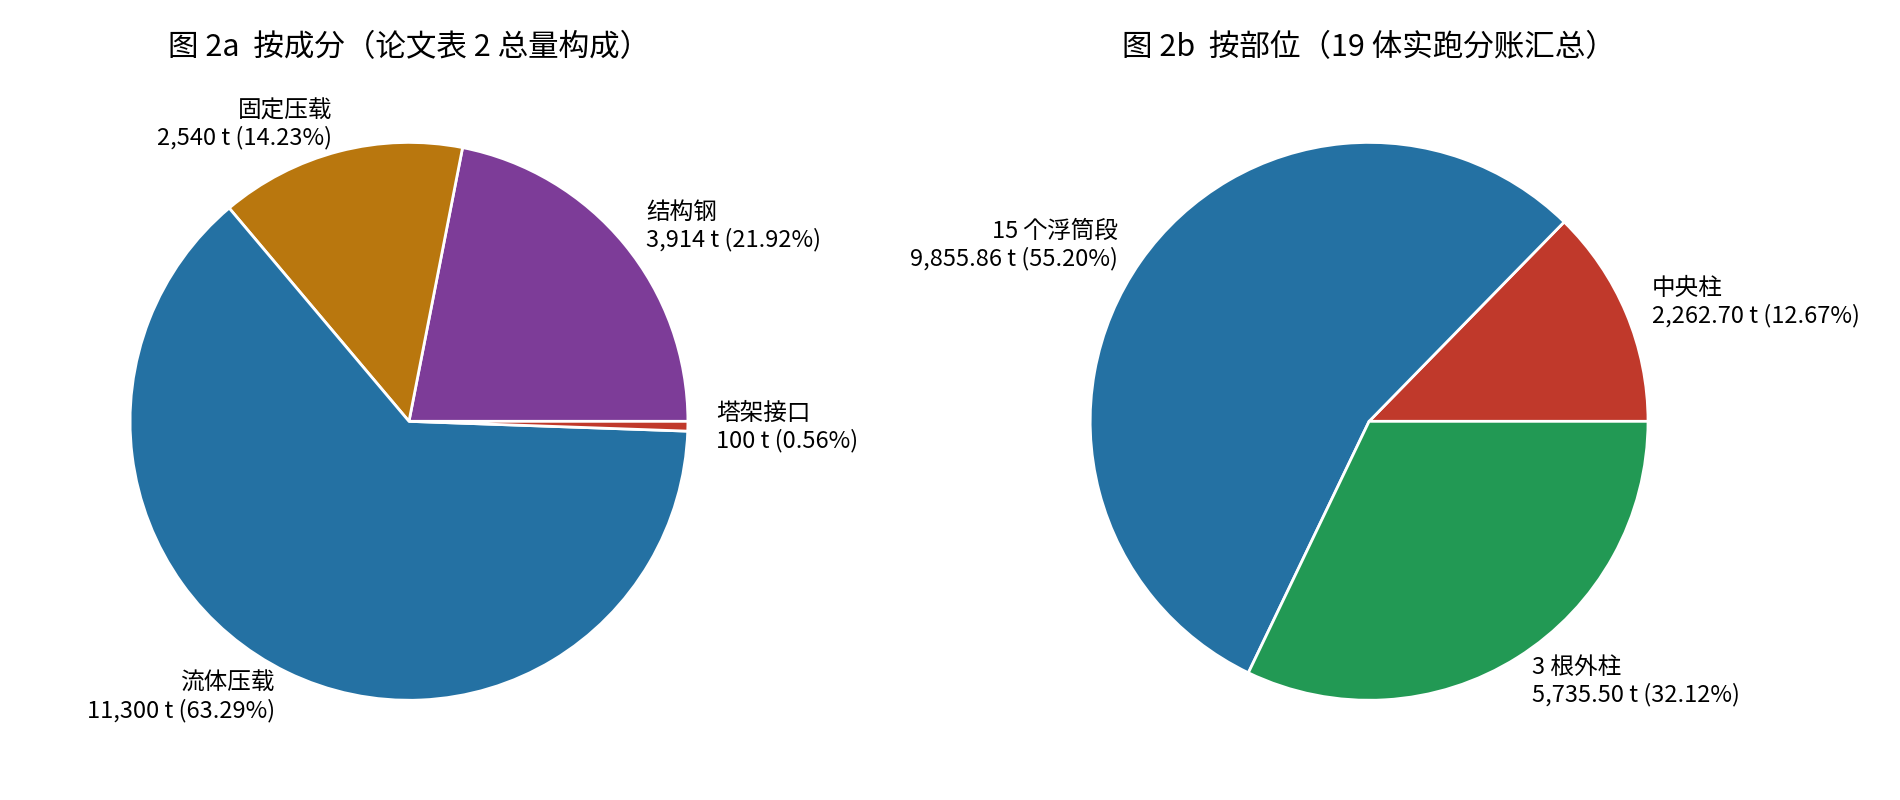 图 2a 按成分（论文表 2 总量构成）
固定压载
2,540 t (14.23%)
结构钢
3,914 t (21.92%)
塔架接口
100 t (0.56%)
流体压载
11,300 t (63.29%)
图 2b 按部位（19 体实跑分账汇总）
15 个浮筒段
9,855.86 t (55.20%)
中央柱
2,262.70 t (12.67%)
3 根外柱
5,735.50 t (32.12%)